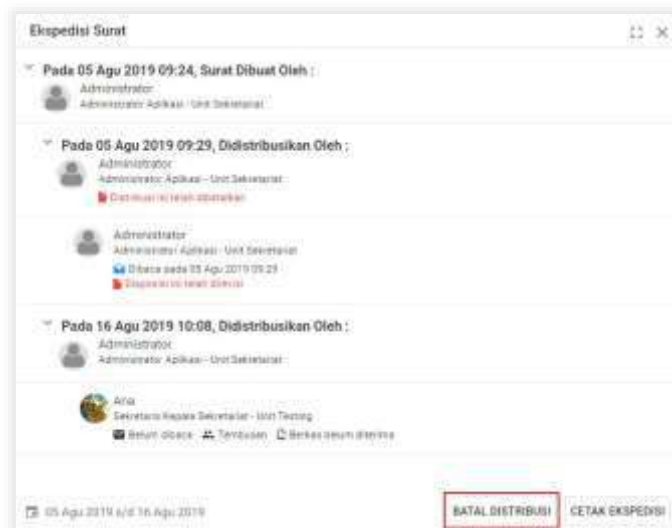 Ekspedisi Surat
Pada 05 Agu 2019 09:24, Surat Dibuat Oleh :
Administrator
Administrator Aplikasi - Unit Sekretariat
Pada 05 Agu 2019 09:29, Didistribusikan Oleh :
Administrator
Administrator Aplikasi - Unit Sekretariat
Distribusi ini telah dibatalkan
Administrator
Administrator Aplikasi - Unit Sekretariat
Dibaca pada 05 Agu 2019 09:29
Disposisi ini telah
Pada 16 Agu 2019 10:08, Didistribusikan Oleh :
Administrator
Administrator Aplikasi - Unit Sekretariat
Ana
Sekretaris Kepala Sekretariat - Unit Testing
Belum dibaca Tembusan Berkas belum diterima
05 Agu 2019 s/d 16 Agu 2019
BATAL DISTRIBUSI CETAK EKSPEDISI